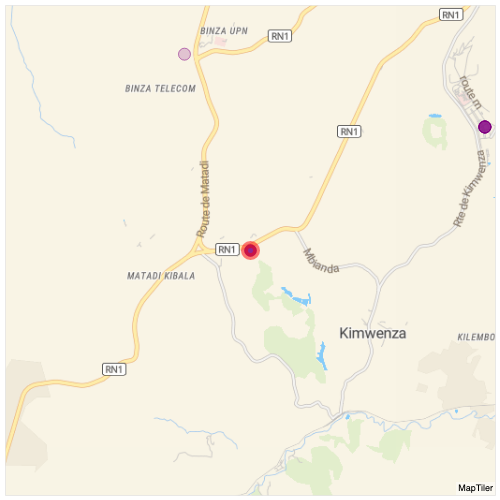 RN1
BINZA UPN
RN1
BINZA TELECOM
route m
RN1
Route de Matadi
Rte de Kimwenza
RN1
Mbianda
MATADI KIBALA
Kimwenza
KILEMBO
RN1
MapTiler